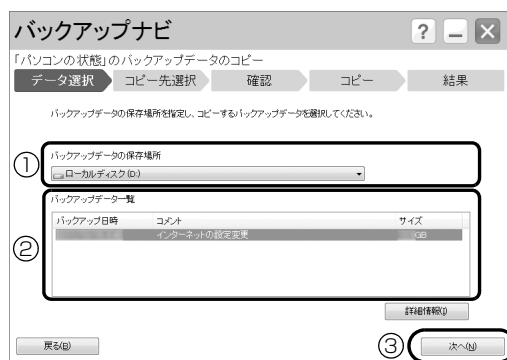 バックアップナビ
? – X
「パソコンの状態」のバックアップデータのコピー
データ選択 コピー先選択 確認 コピー 結果
バックアップデータの保存場所を指定し、コピーするバックアップデータを選択してください。
① バックアップデータの保存場所
ローカルディスク(D:)
② バックアップデータ一覧
バックアップ日時 コメント サイズ
インターネットの設定変更 GB
詳細情報(I)
戻る(B) ③ 次へ(N)